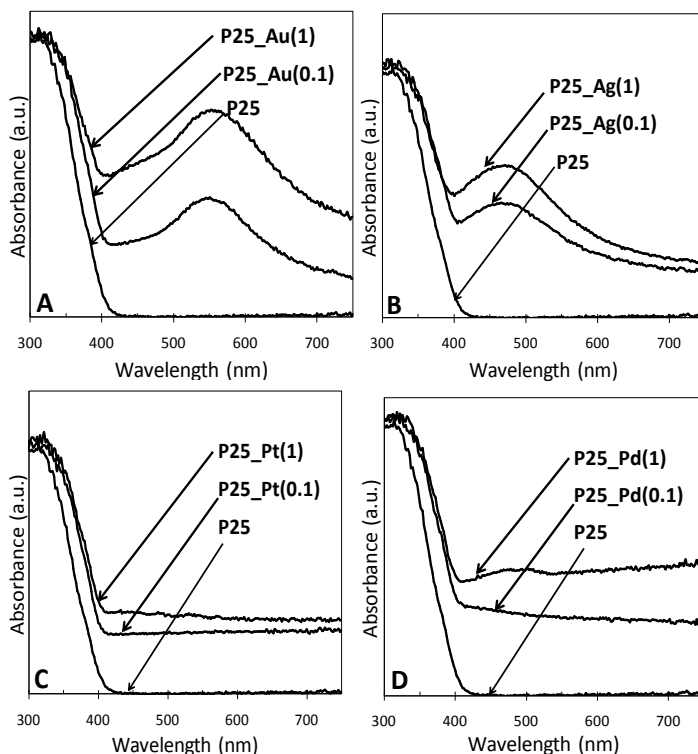 P25_Au(1)
P25_Au(0.1)
P25
Absorbance (a.u.)
A
300 400 500 600 700
Wavelength (nm)
P25_Ag(1)
P25_Ag(0.1)
P25
Absorbance (a.u.)
B
300 400 500 600 700
Wavelength (nm)
P25_Pt(1)
P25_Pt(0.1)
P25
Absorbance (a.u.)
C
300 400 500 600 700
Wavelength (nm)
P25_Pd(1)
P25_Pd(0.1)
P25
Absorbance (a.u.)
D
300 400 500 600 700
Wavelength (nm)